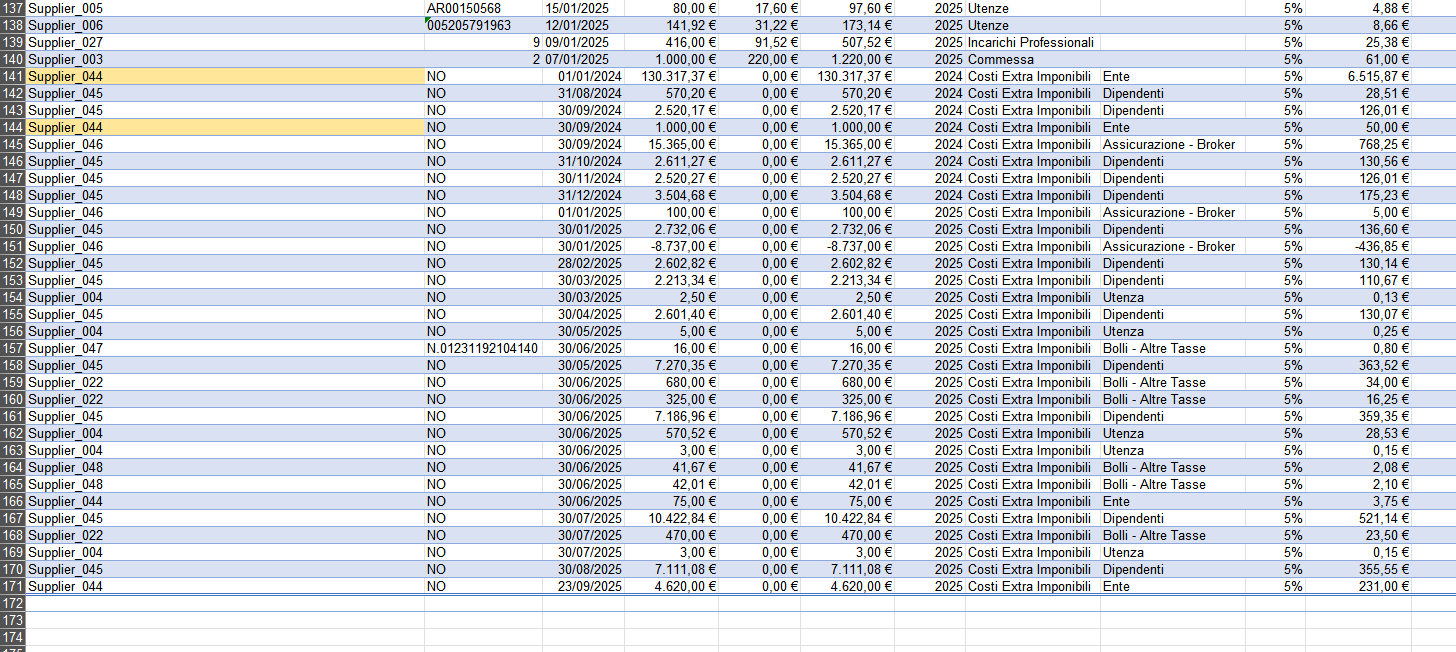 137 Supplier_005 AR00150568 15/01/2025 80,00 € 17,60 € 97,60 € 2025 Utenze 5% 4,88 €
138 Supplier_006 005205791963 12/01/2025 141,92 € 31,22 € 173,14 € 2025 Utenze 5% 8,66 €
139 Supplier_027 9 09/01/2025 416,00 € 91,52 € 507,52 € 2025 Incarichi Professionali 5% 25,38 €
140 Supplier_003 2 07/01/2025 1.000,00 € 220,00 € 1.220,00 € 2025 Commessa 5% 61,00 €
141 Supplier_044 NO 01/01/2024 130.317,37 € 0,00 € 130.317,37 € 2024 Costi Extra Imponibili Ente 5% 6.515,87 €
142 Supplier_045 NO 31/08/2024 570,20 € 0,00 € 570,20 € 2024 Costi Extra Imponibili Dipendenti 5% 28,51 €
143 Supplier_045 NO 30/09/2024 2.520,17 € 0,00 € 2.520,17 € 2024 Costi Extra Imponibili Dipendenti 5% 126,01 €
144 Supplier_044 NO 30/09/2024 1.000,00 € 0,00 € 1.000,00 € 2024 Costi Extra Imponibili Ente 5% 50,00 €
145 Supplier_046 NO 30/09/2024 15.365,00 € 0,00 € 15.365,00 € 2024 Costi Extra Imponibili Assicurazione - Broker 5% 768,25 €
146 Supplier_045 NO 31/10/2024 2.611,27 € 0,00 € 2.611,27 € 2024 Costi Extra Imponibili Dipendenti 5% 130,56 €
147 Supplier_045 NO 30/11/2024 2.520,27 € 0,00 € 2.520,27 € 2024 Costi Extra Imponibili Dipendenti 5% 126,01 €
148 Supplier_045 NO 31/12/2024 3.504,68 € 0,00 € 3.504,68 € 2024 Costi Extra Imponibili Dipendenti 5% 175,23 €
149 Supplier_046 NO 01/01/2025 100,00 € 0,00 € 100,00 € 2025 Costi Extra Imponibili Assicurazione - Broker 5% 5,00 €
150 Supplier_045 NO 30/01/2025 2.732,06 € 0,00 € 2.732,06 € 2025 Costi Extra Imponibili Dipendenti 5% 136,60 €
151 Supplier_046 NO 30/01/2025 -8.737,00 € 0,00 € -8.737,00 € 2025 Costi Extra Imponibili Assicurazione - Broker 5% -436,85 €
152 Supplier_045 NO 28/02/2025 2.602,82 € 0,00 € 2.602,82 € 2025 Costi Extra Imponibili Dipendenti 5% 130,14 €
153 Supplier_045 NO 30/03/2025 2.213,34 € 0,00 € 2.213,34 € 2025 Costi Extra Imponibili Dipendenti 5% 110,67 €
154 Supplier_004 NO 30/03/2025 2,50 € 0,00 € 2,50 € 2025 Costi Extra Imponibili Utenza 5% 0,13 €
155 Supplier_045 NO 30/04/2025 2.601,40 € 0,00 € 2.601,40 € 2025 Costi Extra Imponibili Dipendenti 5% 130,07 €
156 Supplier_004 NO 30/05/2025 5,00 € 0,00 € 5,00 € 2025 Costi Extra Imponibili Utenza 5% 0,25 €
157 Supplier_047 N.01231192104140 30/06/2025 16,00 € 0,00 € 16,00 € 2025 Costi Extra Imponibili Bolli - Altre Tasse 5% 0,80 €
158 Supplier_045 NO 30/05/2025 7.270,35 € 0,00 € 7.270,35 € 2025 Costi Extra Imponibili Dipendenti 5% 363,52 €
159 Supplier_022 NO 30/06/2025 680,00 € 0,00 € 680,00 € 2025 Costi Extra Imponibili Bolli - Altre Tasse 5% 34,00 €
160 Supplier_022 NO 30/06/2025 325,00 € 0,00 € 325,00 € 2025 Costi Extra Imponibili Bolli - Altre Tasse 5% 16,25 €
161 Supplier_045 NO 30/06/2025 7.186,96 € 0,00 € 7.186,96 € 2025 Costi Extra Imponibili Dipendenti 5% 359,35 €
162 Supplier_004 NO 30/06/2025 570,52 € 0,00 € 570,52 € 2025 Costi Extra Imponibili Utenza 5% 28,53 €
163 Supplier_004 NO 30/06/2025 3,00 € 0,00 € 3,00 € 2025 Costi Extra Imponibili Utenza 5% 0,15 €
164 Supplier_048 NO 30/06/2025 41,67 € 0,00 € 41,67 € 2025 Costi Extra Imponibili Bolli - Altre Tasse 5% 2,08 €
165 Supplier_048 NO 30/06/2025 42,01 € 0,00 € 42,01 € 2025 Costi Extra Imponibili Bolli - Altre Tasse 5% 2,10 €
166 Supplier_044 NO 30/06/2025 75,00 € 0,00 € 75,00 € 2025 Costi Extra Imponibili Ente 5% 3,75 €
167 Supplier_045 NO 30/07/2025 10.422,84 € 0,00 € 10.422,84 € 2025 Costi Extra Imponibili Dipendenti 5% 521,14 €
168 Supplier_022 NO 30/07/2025 470,00 € 0,00 € 470,00 € 2025 Costi Extra Imponibili Bolli - Altre Tasse 5% 23,50 €
169 Supplier_004 NO 30/07/2025 3,00 € 0,00 € 3,00 € 2025 Costi Extra Imponibili Utenza 5% 0,15 €
170 Supplier_045 NO 30/08/2025 7.111,08 € 0,00 € 7.111,08 € 2025 Costi Extra Imponibili Dipendenti 5% 355,55 €
171 Supplier_044 NO 23/09/2025 4.620,00 € 0,00 € 4.620,00 € 2025 Costi Extra Imponibili Ente 5% 231,00 €
172
173
174